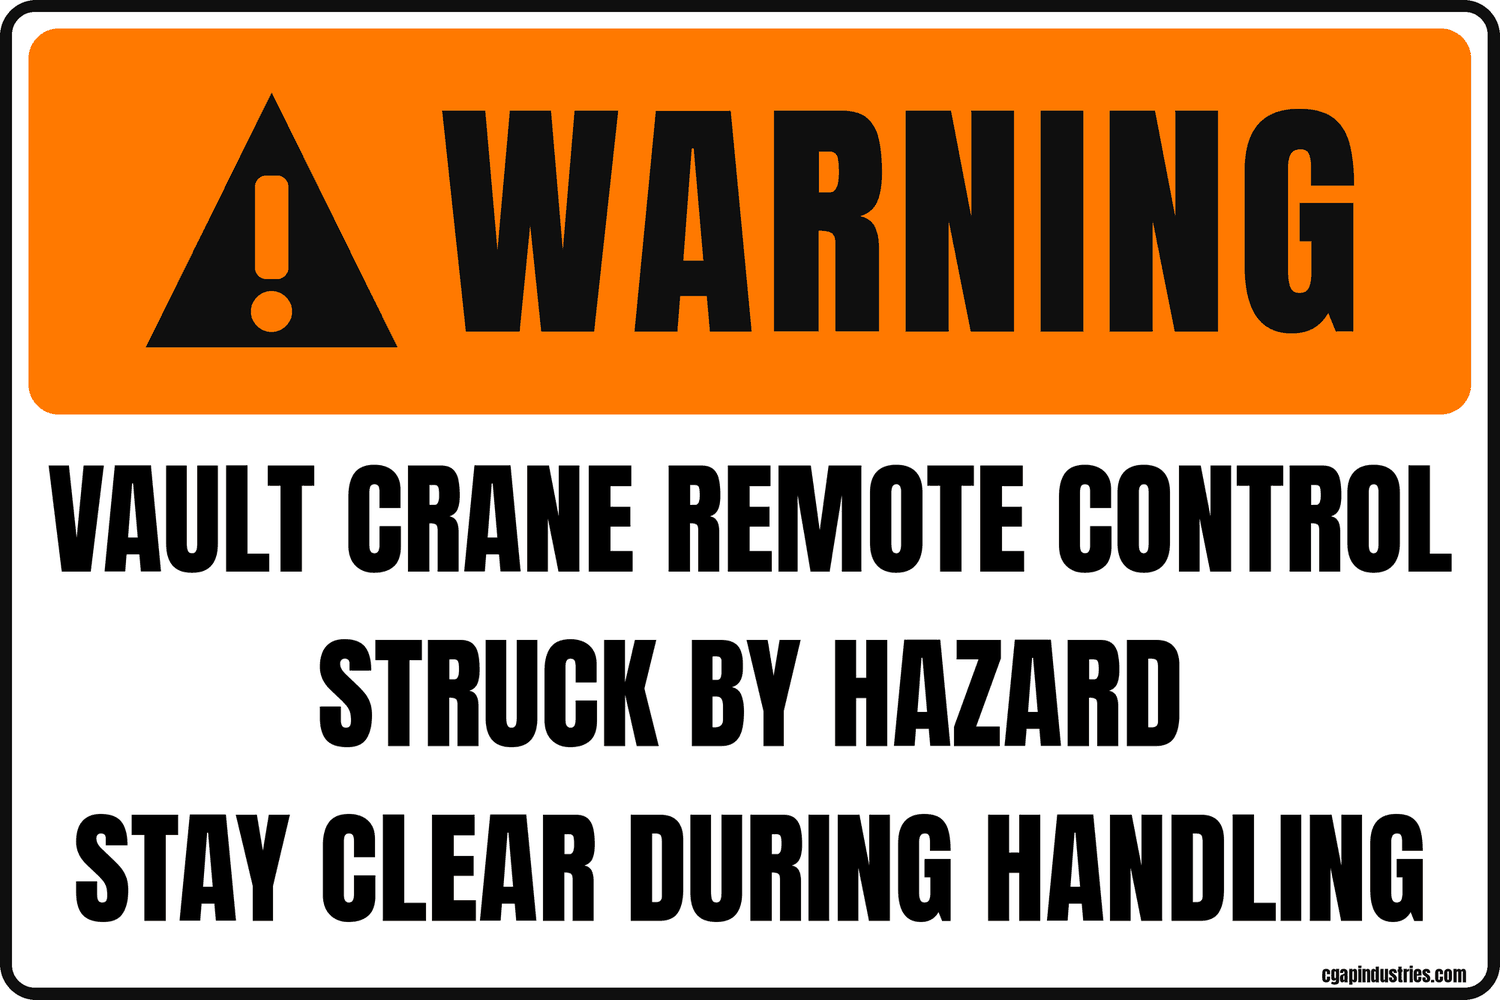 WARNING
VAULT CRANE REMOTE CONTROL
STRUCK BY HAZARD
STAY CLEAR DURING HANDLING
cgapindustries.com